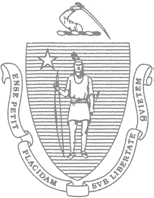 ENSE PETIT
PLACIDAM
SVB LIBERTATE
QVIETEM